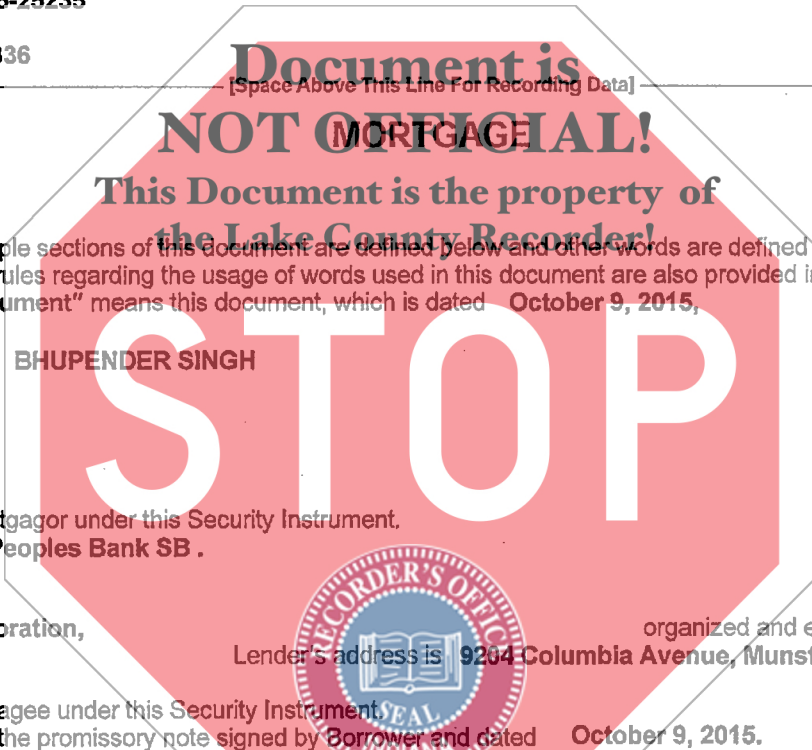 5-25235
36
Document is
[Space Above This Line For Recording Data]
NOT OFFICIAL!
MORTGAGE
This Document is the property of
the Lake County Recorder!
ple sections of this document are defined below and other words are defined
ules regarding the usage of words used in this document are also provided i
ument" means this document, which is dated October 9, 2015,
BHUPENDER SINGH
STOP
tgagor under this Security Instrument.
eoples Bank SB .
oration,
organized and e
Lender's address is 9204 Columbia Avenue, Munst
RECORDER'S OFFIC
SEAL
agee under this Security Instrument.
the promissory note signed by Borrower and dated October 9, 2015.